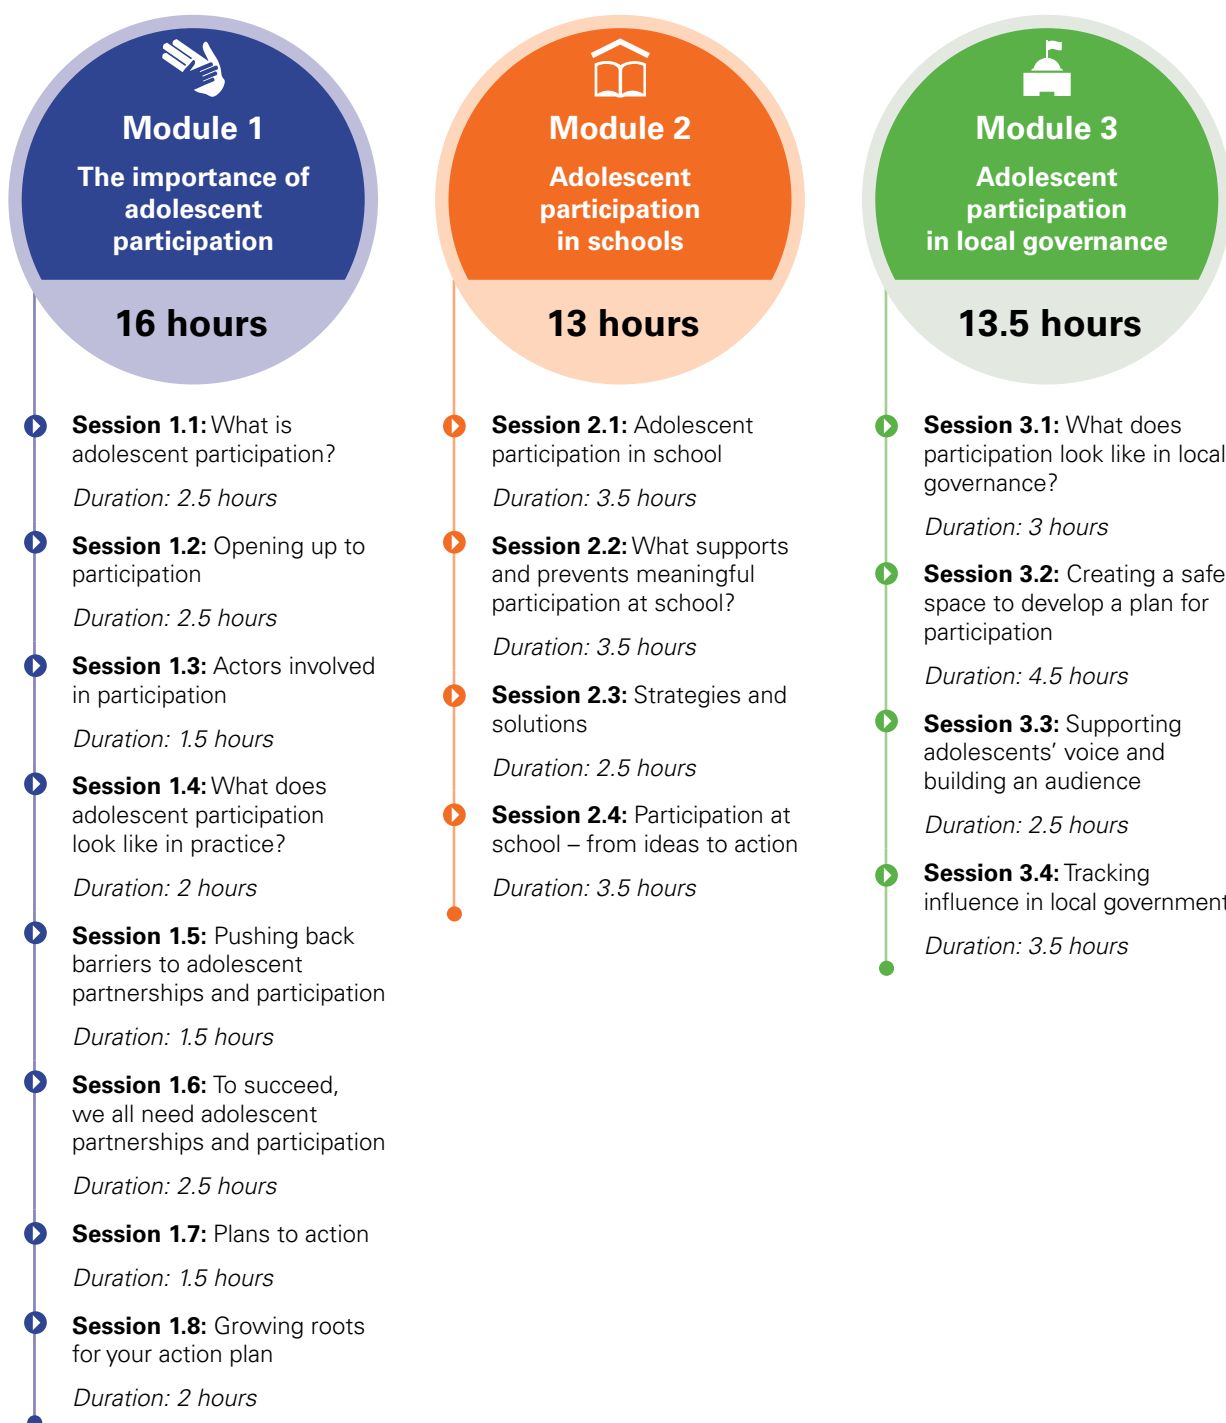 Module 1
The importance of
adolescent
participation
16 hours
Session 1.1: What is
adolescent participation?
Duration: 2.5 hours
Session 1.2: Opening up to
participation
Duration: 2.5 hours
Session 1.3: Actors involved
in participation
Duration: 1.5 hours
Session 1.4: What does
adolescent participation
look like in practice?
Duration: 2 hours
Session 1.5: Pushing back
barriers to adolescent
partnerships and participation
Duration: 1.5 hours
Session 1.6: To succeed,
we all need adolescent
partnerships and participation
Duration: 2.5 hours
Session 1.7: Plans to action
Duration: 1.5 hours
Session 1.8: Growing roots
for your action plan
Duration: 2 hours
Module 2
Adolescent
participation
in schools
13 hours
Session 2.1: Adolescent
participation in school
Duration: 3.5 hours
Session 2.2: What supports
and prevents meaningful
participation at school?
Duration: 3.5 hours
Session 2.3: Strategies and
solutions
Duration: 2.5 hours
Session 2.4: Participation at
school – from ideas to action
Duration: 3.5 hours
Module 3
Adolescent
participation
in local governance
13.5 hours
Session 3.1: What does
participation look like in local
governance?
Duration: 3 hours
Session 3.2: Creating a safe
space to develop a plan for
participation
Duration: 4.5 hours
Session 3.3: Supporting
adolescents’ voice and
building an audience
Duration: 2.5 hours
Session 3.4: Tracking
influence in local government
Duration: 3.5 hours